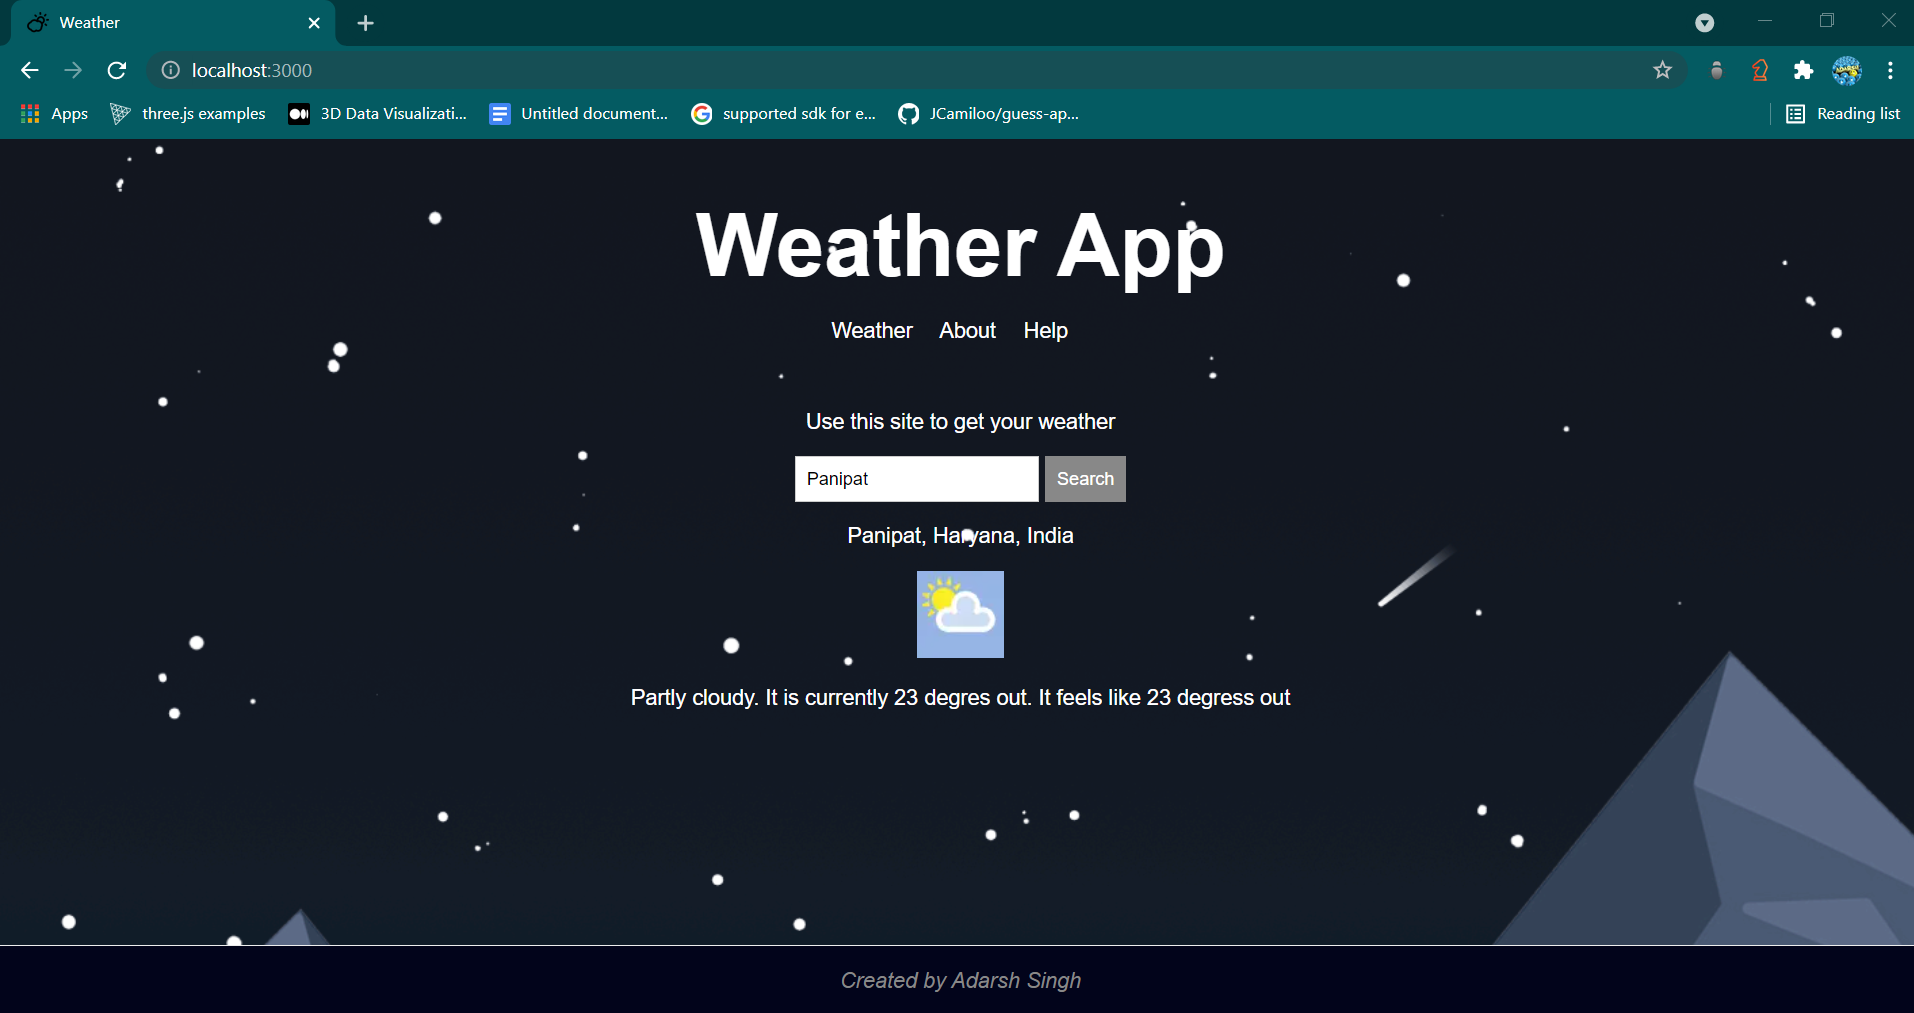 Weather
localhost:3000
Apps three.js examples 3D Data Visualizati... Untitled document... supported sdk for e... JCamiloo/guess-ap... Reading list
Weather App
Weather About Help
Use this site to get your weather
Panipat Search
Panipat, Haryana, India
Partly cloudy. It is currently 23 degres out. It feels like 23 degress out
Created by Adarsh Singh